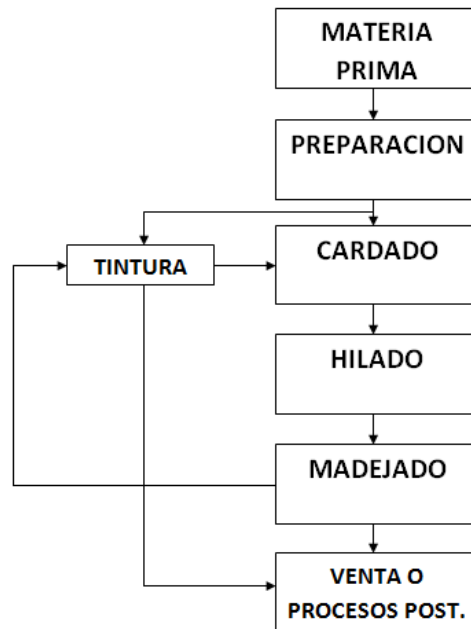 MATERIA
PRIMA
PREPARACION
CARDADO
TINTURA
HILADO
MADEJADO
VENTA O
PROCESOS POST.